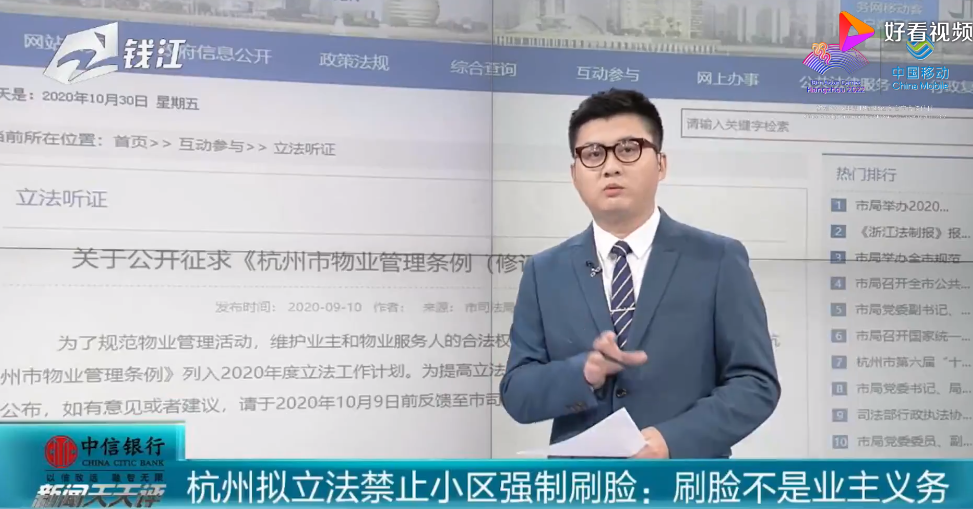 好看视频
钱江
中国移动
China Mobile
府信息公开
政策法规
综合查询
互动参与
网上办事
天是：2020年10月30日 星期五
当前所在位置：首页>> 互动参与>> 立法听证
请输入关键字检索
立法听证
关于公开征求《杭州市物业管理条例（修
发布时间： 2020-09-10 作者： 来源：市司法局
为了规范物业管理活动，维护业主和物业服务人的合法权
州市物业管理条例》列入2020年度立法工作计划。为提高立法
公布，如有意见或者建议，请于2020年10月9日前反馈至市司
热门排行
1 市局举办2020...
2 《浙江法制报》报...
3 市局举办全市规范
4 市局召开全市公共...
5 市局党委副书记、...
6 市局召开国家统一...
7 杭州市第六届“十...
8 市局党委书记、局...
9 司法部行政执法协...
10 市局党委委员、副...
中信银行
CHINA CITIC BANK
新闻天天评
杭州拟立法禁止小区强制刷脸：刷脸不是业主义务